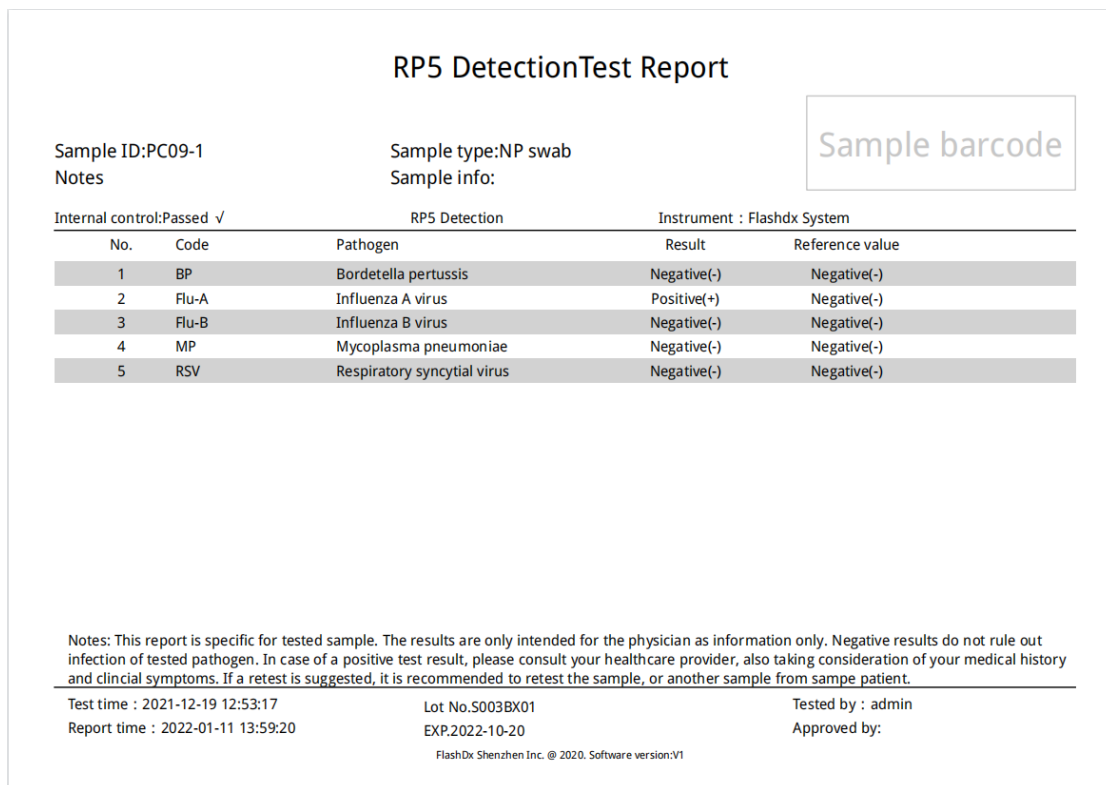 RP5 DetectionTest Report
Sample barcode
Sample ID:PC09-1 Sample type:NP swab
Notes Sample info:
Internal control:Passed √ RP5 Detection Instrument：Flashdx System
No. Code Pathogen Result Reference value
1 BP Bordetella pertussis Negative(-) Negative(-)
2 Flu-A Influenza A virus Positive(+) Negative(-)
3 Flu-B Influenza B virus Negative(-) Negative(-)
4 MP Mycoplasma pneumoniae Negative(-) Negative(-)
5 RSV Respiratory syncytial virus Negative(-) Negative(-)
Notes: This report is specific for tested sample. The results are only intended for the physician as information only. Negative results do not rule out
infection of tested pathogen. In case of a positive test result, please consult your healthcare provider, also taking consideration of your medical history
and clincial symptoms. If a retest is suggested, it is recommended to retest the sample, or another sample from sampe patient.
Test time：2021-12-19 12:53:17 Lot No.S003BX01 Tested by：admin
Report time：2022-01-11 13:59:20 EXP.2022-10-20 Approved by:
FlashDx Shenzhen Inc. @ 2020. Software version:V1